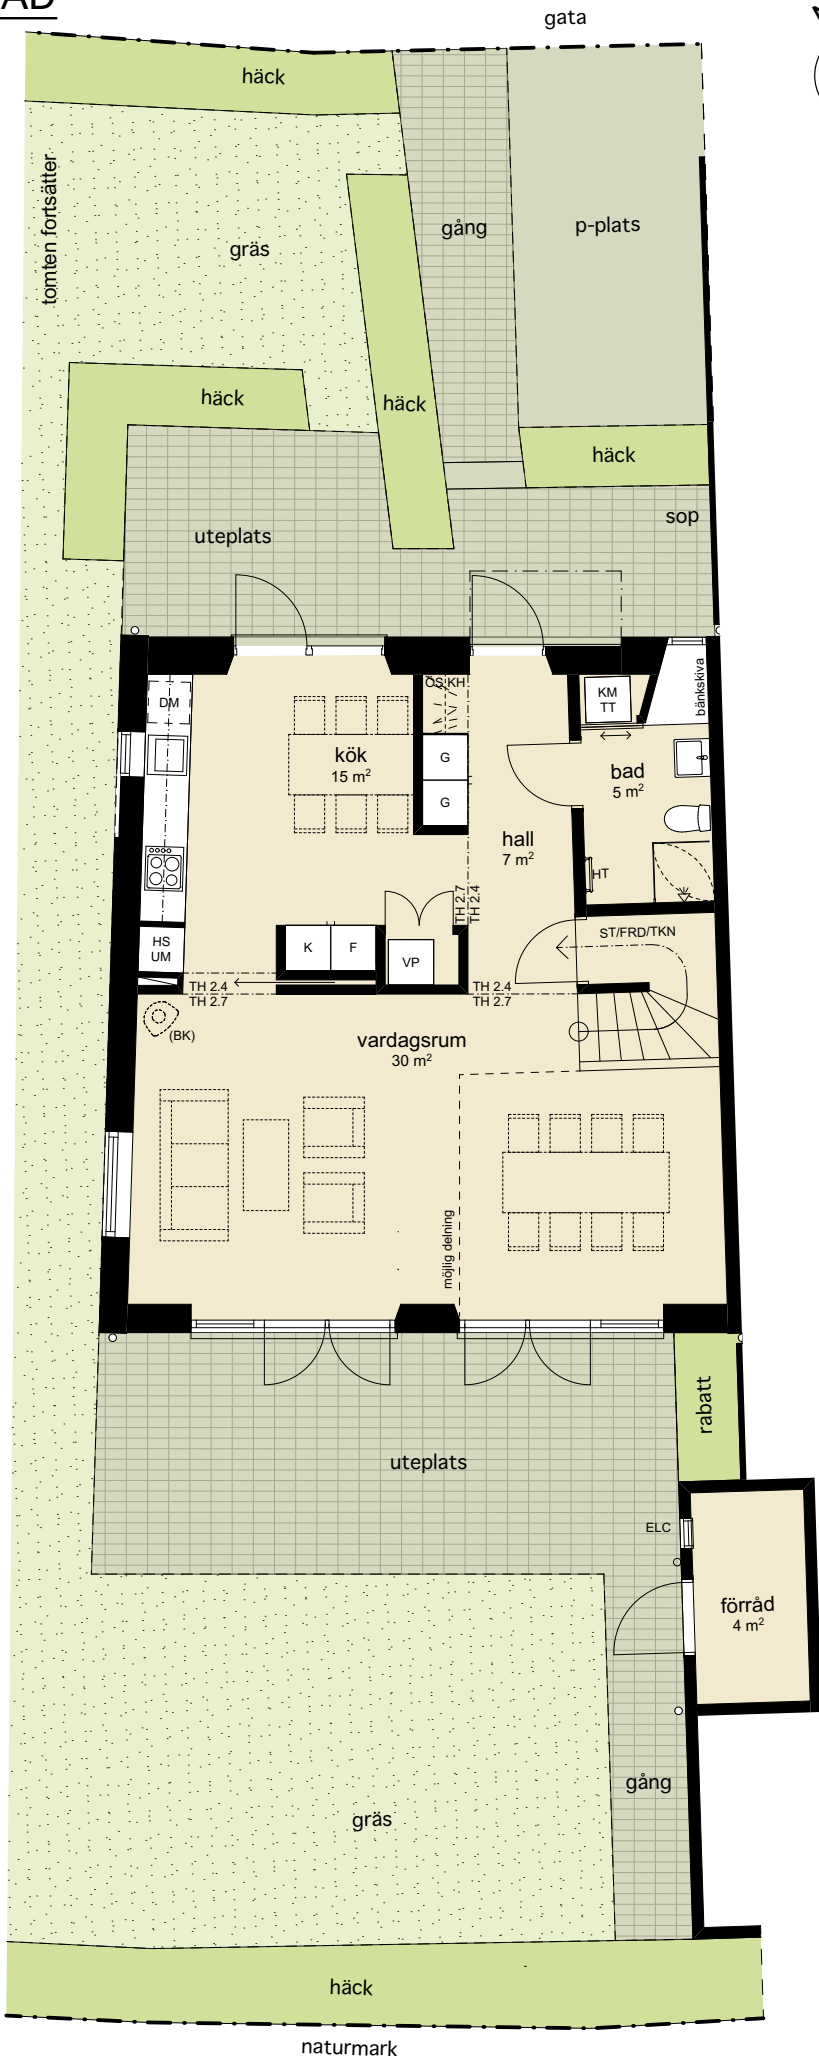 gata
häck
tomten fortsätter
gräs
gång
p-plats
häck
häck
häck
sop
uteplats
DM
ÖS KH
KM
TT
bänkskiva
kök
15 m²
G
G
bad
5 m²
hall
7 m²
HT
TH 2.7
TH 2.4
HS
UM
K
F
VP
ST/FRD/TKN
TH 2.4
TH 2.7
TH 2.4
TH 2.7
(BK)
vardagsrum
30 m²
möjlig delning
rabatt
uteplats
ELC
förråd
4 m²
gång
gräs
häck
naturmark